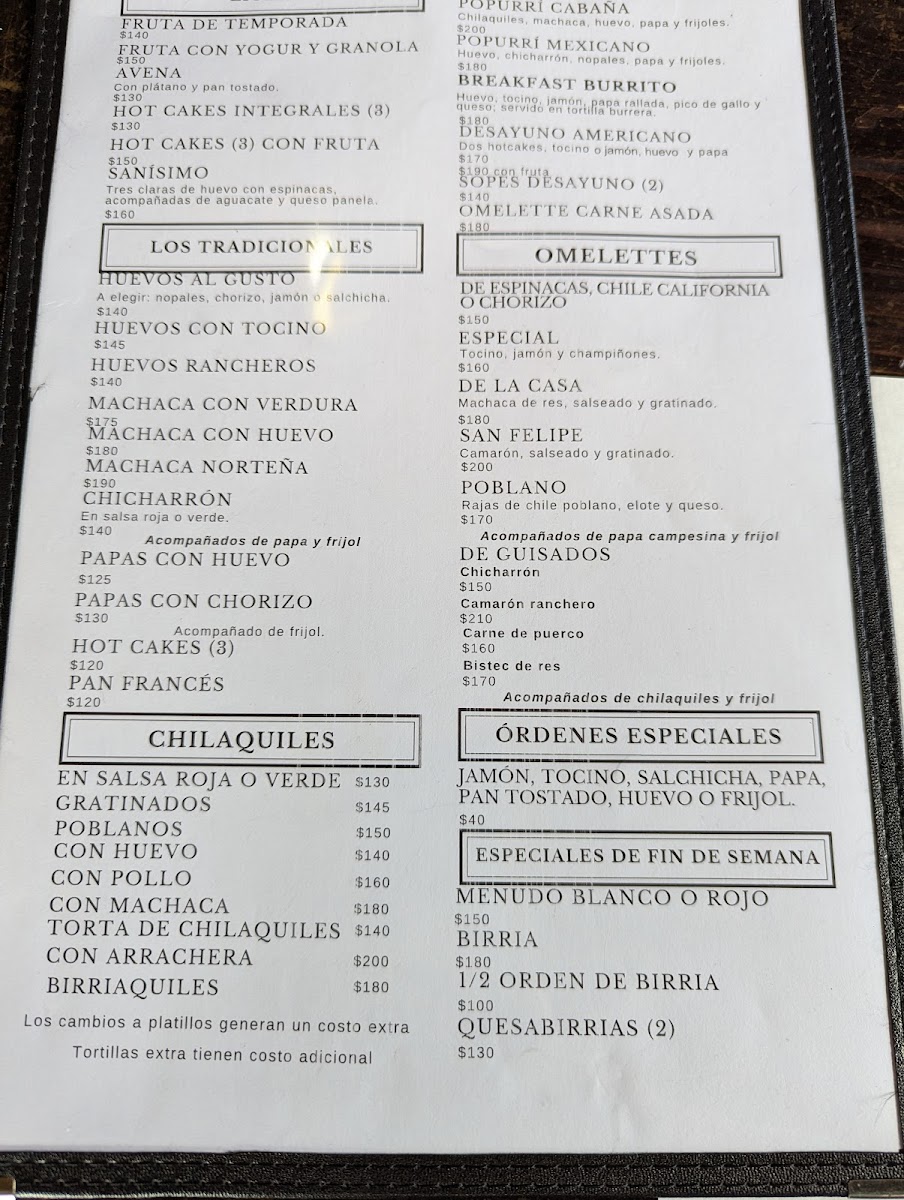 FRUTA DE TEMPORADA
$140
FRUTA CON YOGUR Y GRANOLA
$150
AVENA
Con plátano y pan tostado.
$130
HOT CAKES INTEGRALES (3)
$130
HOT CAKES (3) CON FRUTA
$150
SANÍSIMO
Tres claras de huevo con espinacas,
acompañadas de aguacate y queso panela.
$160
LOS TRADICIONALES
HUEVOS AL GUSTO
A elegir: nopales, chorizo, jamón o salchicha.
$140
HUEVOS CON TOCINO
$145
HUEVOS RANCHEROS
$140
MACHACA CON VERDURA
$175
MACHACA CON HUEVO
$180
MACHACA NORTEÑA
$190
CHICHARRÓN
En salsa roja o verde.
$140
Acompañados de papa y frijol
PAPAS CON HUEVO
$125
PAPAS CON CHORIZO
$130
Acompañado de frijol.
HOT CAKES (3)
$120
PAN FRANCÉS
$120
CHILAQUILES
EN SALSA ROJA O VERDE $130
GRATINADOS $145
POBLANOS $150
CON HUEVO $140
CON POLLO $160
CON MACHACA $180
TORTA DE CHILAQUILES $140
CON ARRACHERA $200
BIRRIAQUILES $180
Los cambios a platillos generan un costo extra
Tortillas extra tienen costo adicional
POPURRÍ CABAÑA
Chilaquiles, machaca, huevo, papa y frijoles.
$200
POPURRÍ MEXICANO
Huevo, chicharrón, nopales, papa y frijoles.
$180
BREAKFAST BURRITO
Huevo, tocino, jamón, papa rallada, pico de gallo y
queso; servido en tortilla burrera.
$180
DESAYUNO AMERICANO
Dos hotcakes, tocino o jamón, huevo y papa
$170
$190 con fruta
SOPES DESAYUNO (2)
$140
OMELETTE CARNE ASADA
$180
OMELETTES
DE ESPINACAS, CHILE CALIFORNIA
O CHORIZO
$150
ESPECIAL
Tocino, jamón y champiñones.
$160
DE LA CASA
Machaca de res, salseado y gratinado.
$180
SAN FELIPE
Camarón, salseado y gratinado.
$200
POBLANO
Rajas de chile poblano, elote y queso.
$170
Acompañados de papa campesina y frijol
DE GUISADOS
Chicharrón
$150
Camarón ranchero
$210
Carne de puerco
$160
Bistec de res
$170
Acompañados de chilaquiles y frijol
ÓRDENES ESPECIALES
JAMÓN, TOCINO, SALCHICHA, PAPA,
PAN TOSTADO, HUEVO O FRIJOL.
$40
ESPECIALES DE FIN DE SEMANA
MENUDO BLANCO O ROJO
$150
BIRRIA
$180
1/2 ORDEN DE BIRRIA
$100
QUESABIRRIAS (2)
$130